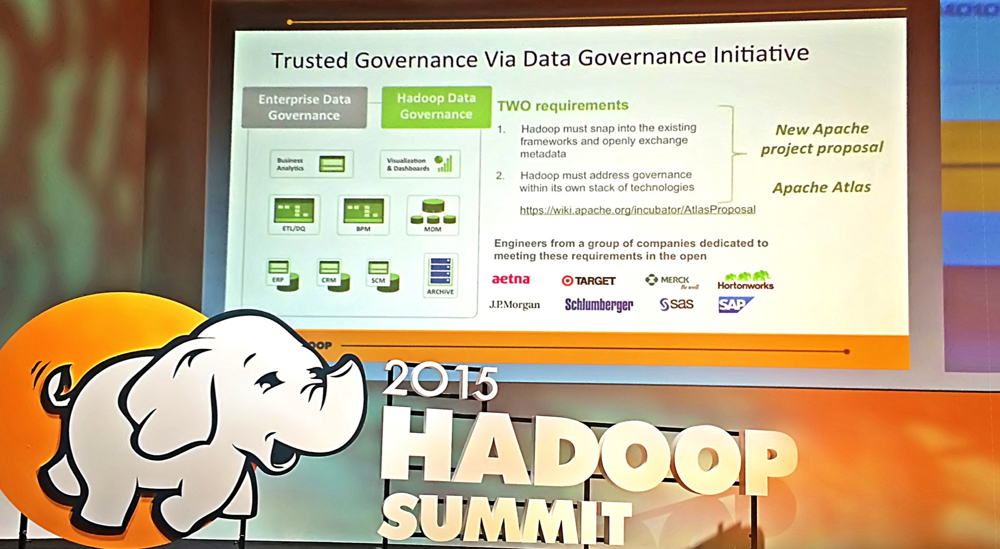 Trusted Governance Via Data Governance Initiative
Enterprise Data
Governance
Hadoop Data
Governance
Business
Analytics
Visualization
& Dashboards
ETL/DQ
BPM
MDM
ERP
CRM
SCM
ARCHIVE
TWO requirements
1. Hadoop must snap into the existing
frameworks and openly exchange
metadata
2. Hadoop must address governance
within its own stack of technologies
https://wiki.apache.org/incubator/AtlasProposal
New Apache
project proposal
Apache Atlas
Engineers from a group of companies dedicated to
meeting these requirements in the open
aetna
TARGET
MERCK
Be well
Hortonworks
J.P.Morgan
Schlumberger
sas
SAP
OOP
2015
HADOOP
SUMMIT